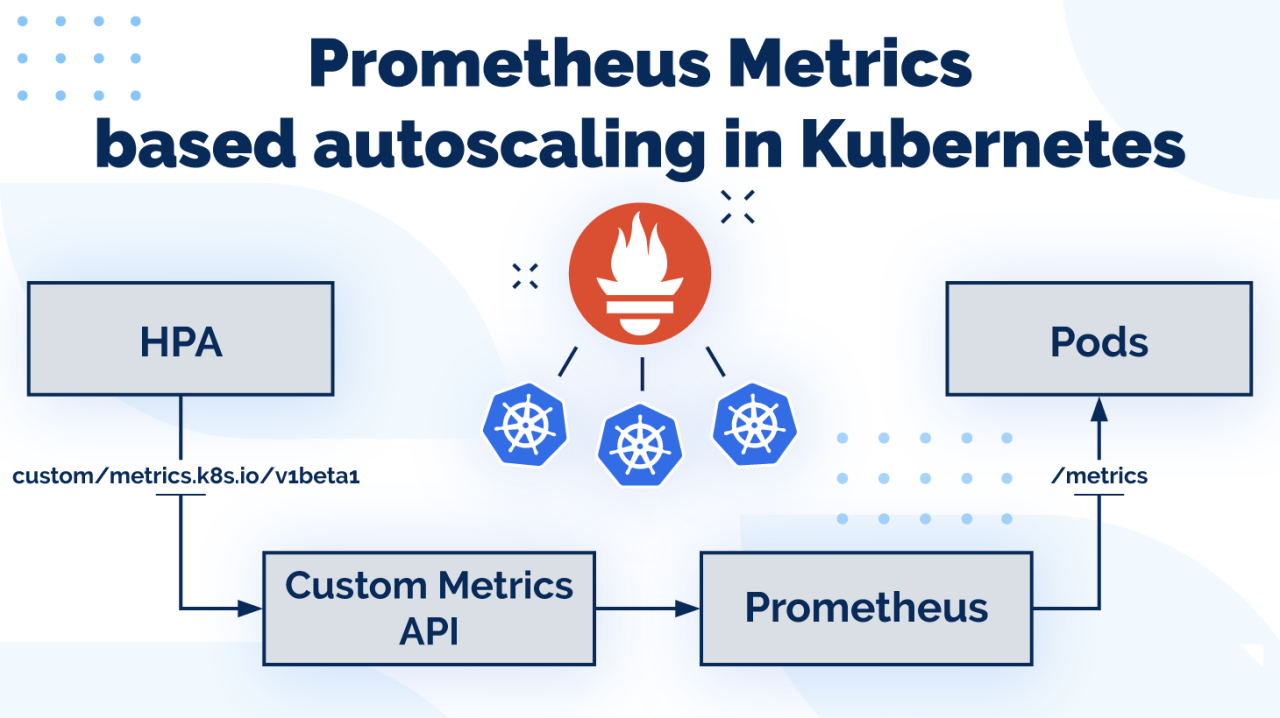 Prometheus Metrics
based autoscaling in Kubernetes
HPA
Pods
custom/metrics.k8s.io/v1beta1
/metrics
Custom Metrics
API
Prometheus